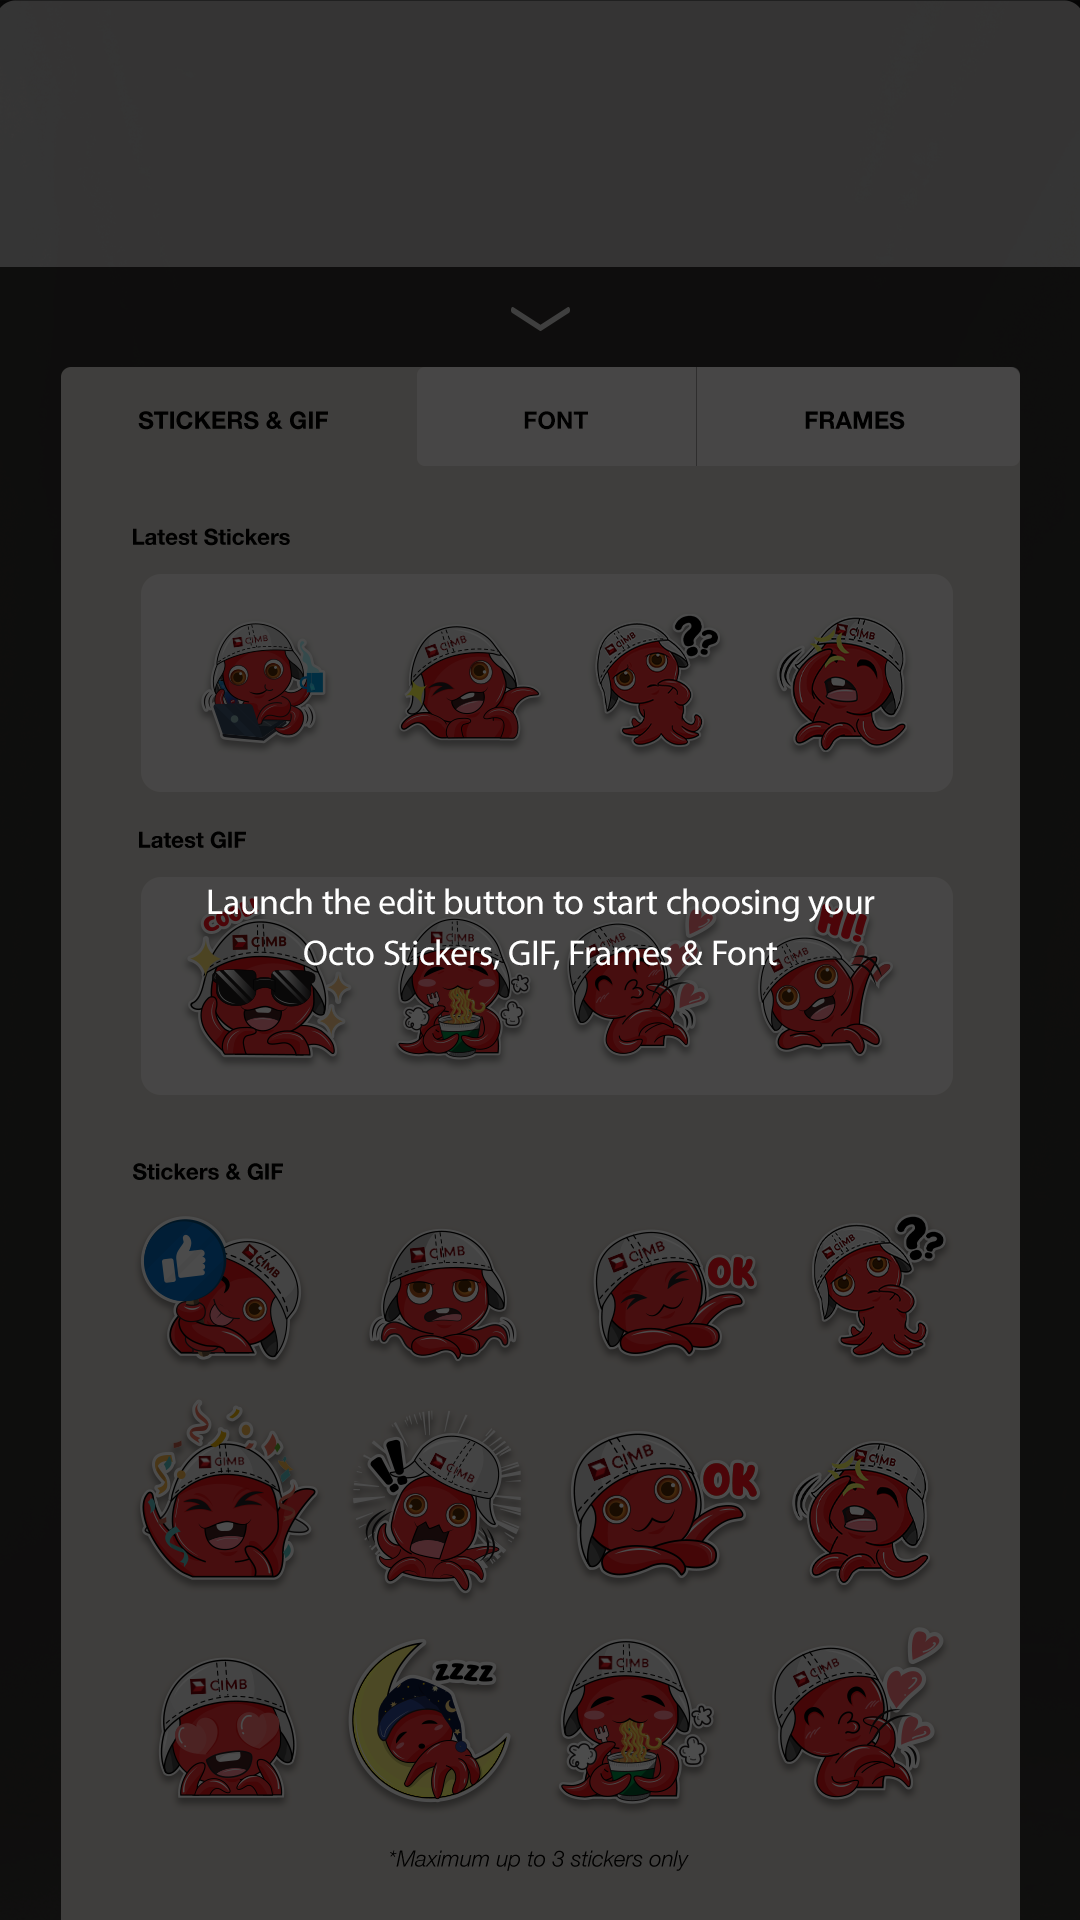 STICKERS & GIF
FONT
FRAMES
Latest Stickers
CIMB
CIMB
CIMB
??
CIMB
Latest GIF
Launch the edit button to start choosing your
Octo Stickers, GIF, Frames & Font
COOL!
CIMB
CIMB
CIMB
HI!
CIMB
Stickers & GIF
CIMB
CIMB
CIMB
OK
CIMB
??
CIMB
!!
CIMB
CIMB
OK
CIMB
CIMB
ZZZZ
CIMB
CIMB
*Maximum up to 3 stickers only